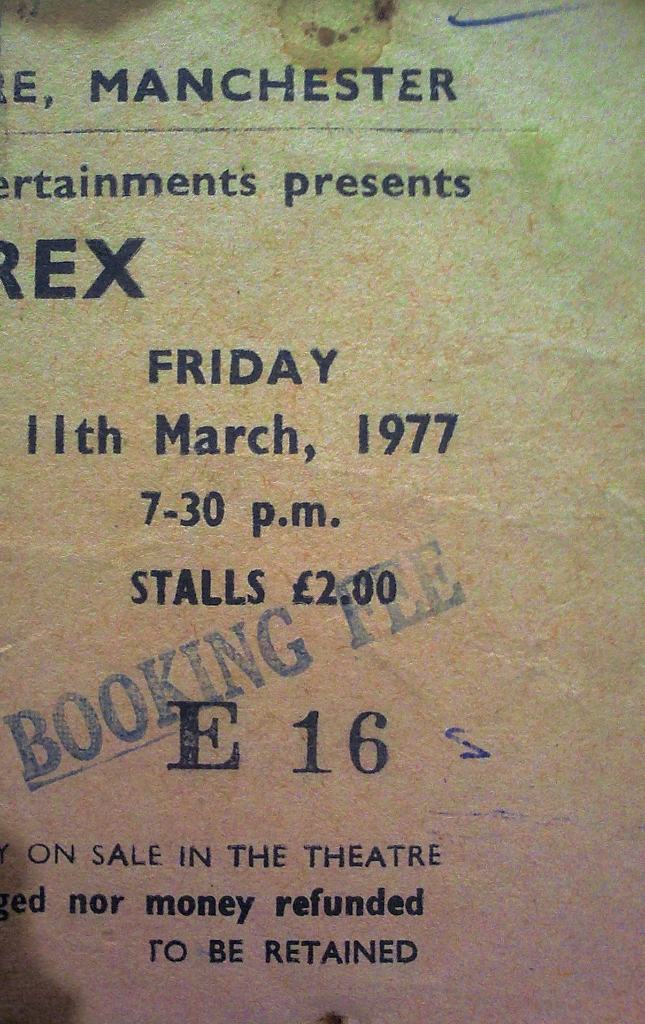 RE, MANCHESTER
ertainments presents
REX
FRIDAY
11th March, 1977
7-30 p.m.
STALLS £2.00
BOOKING FEE
E 16
Y ON SALE IN THE THEATRE
ged nor money refunded
TO BE RETAINED